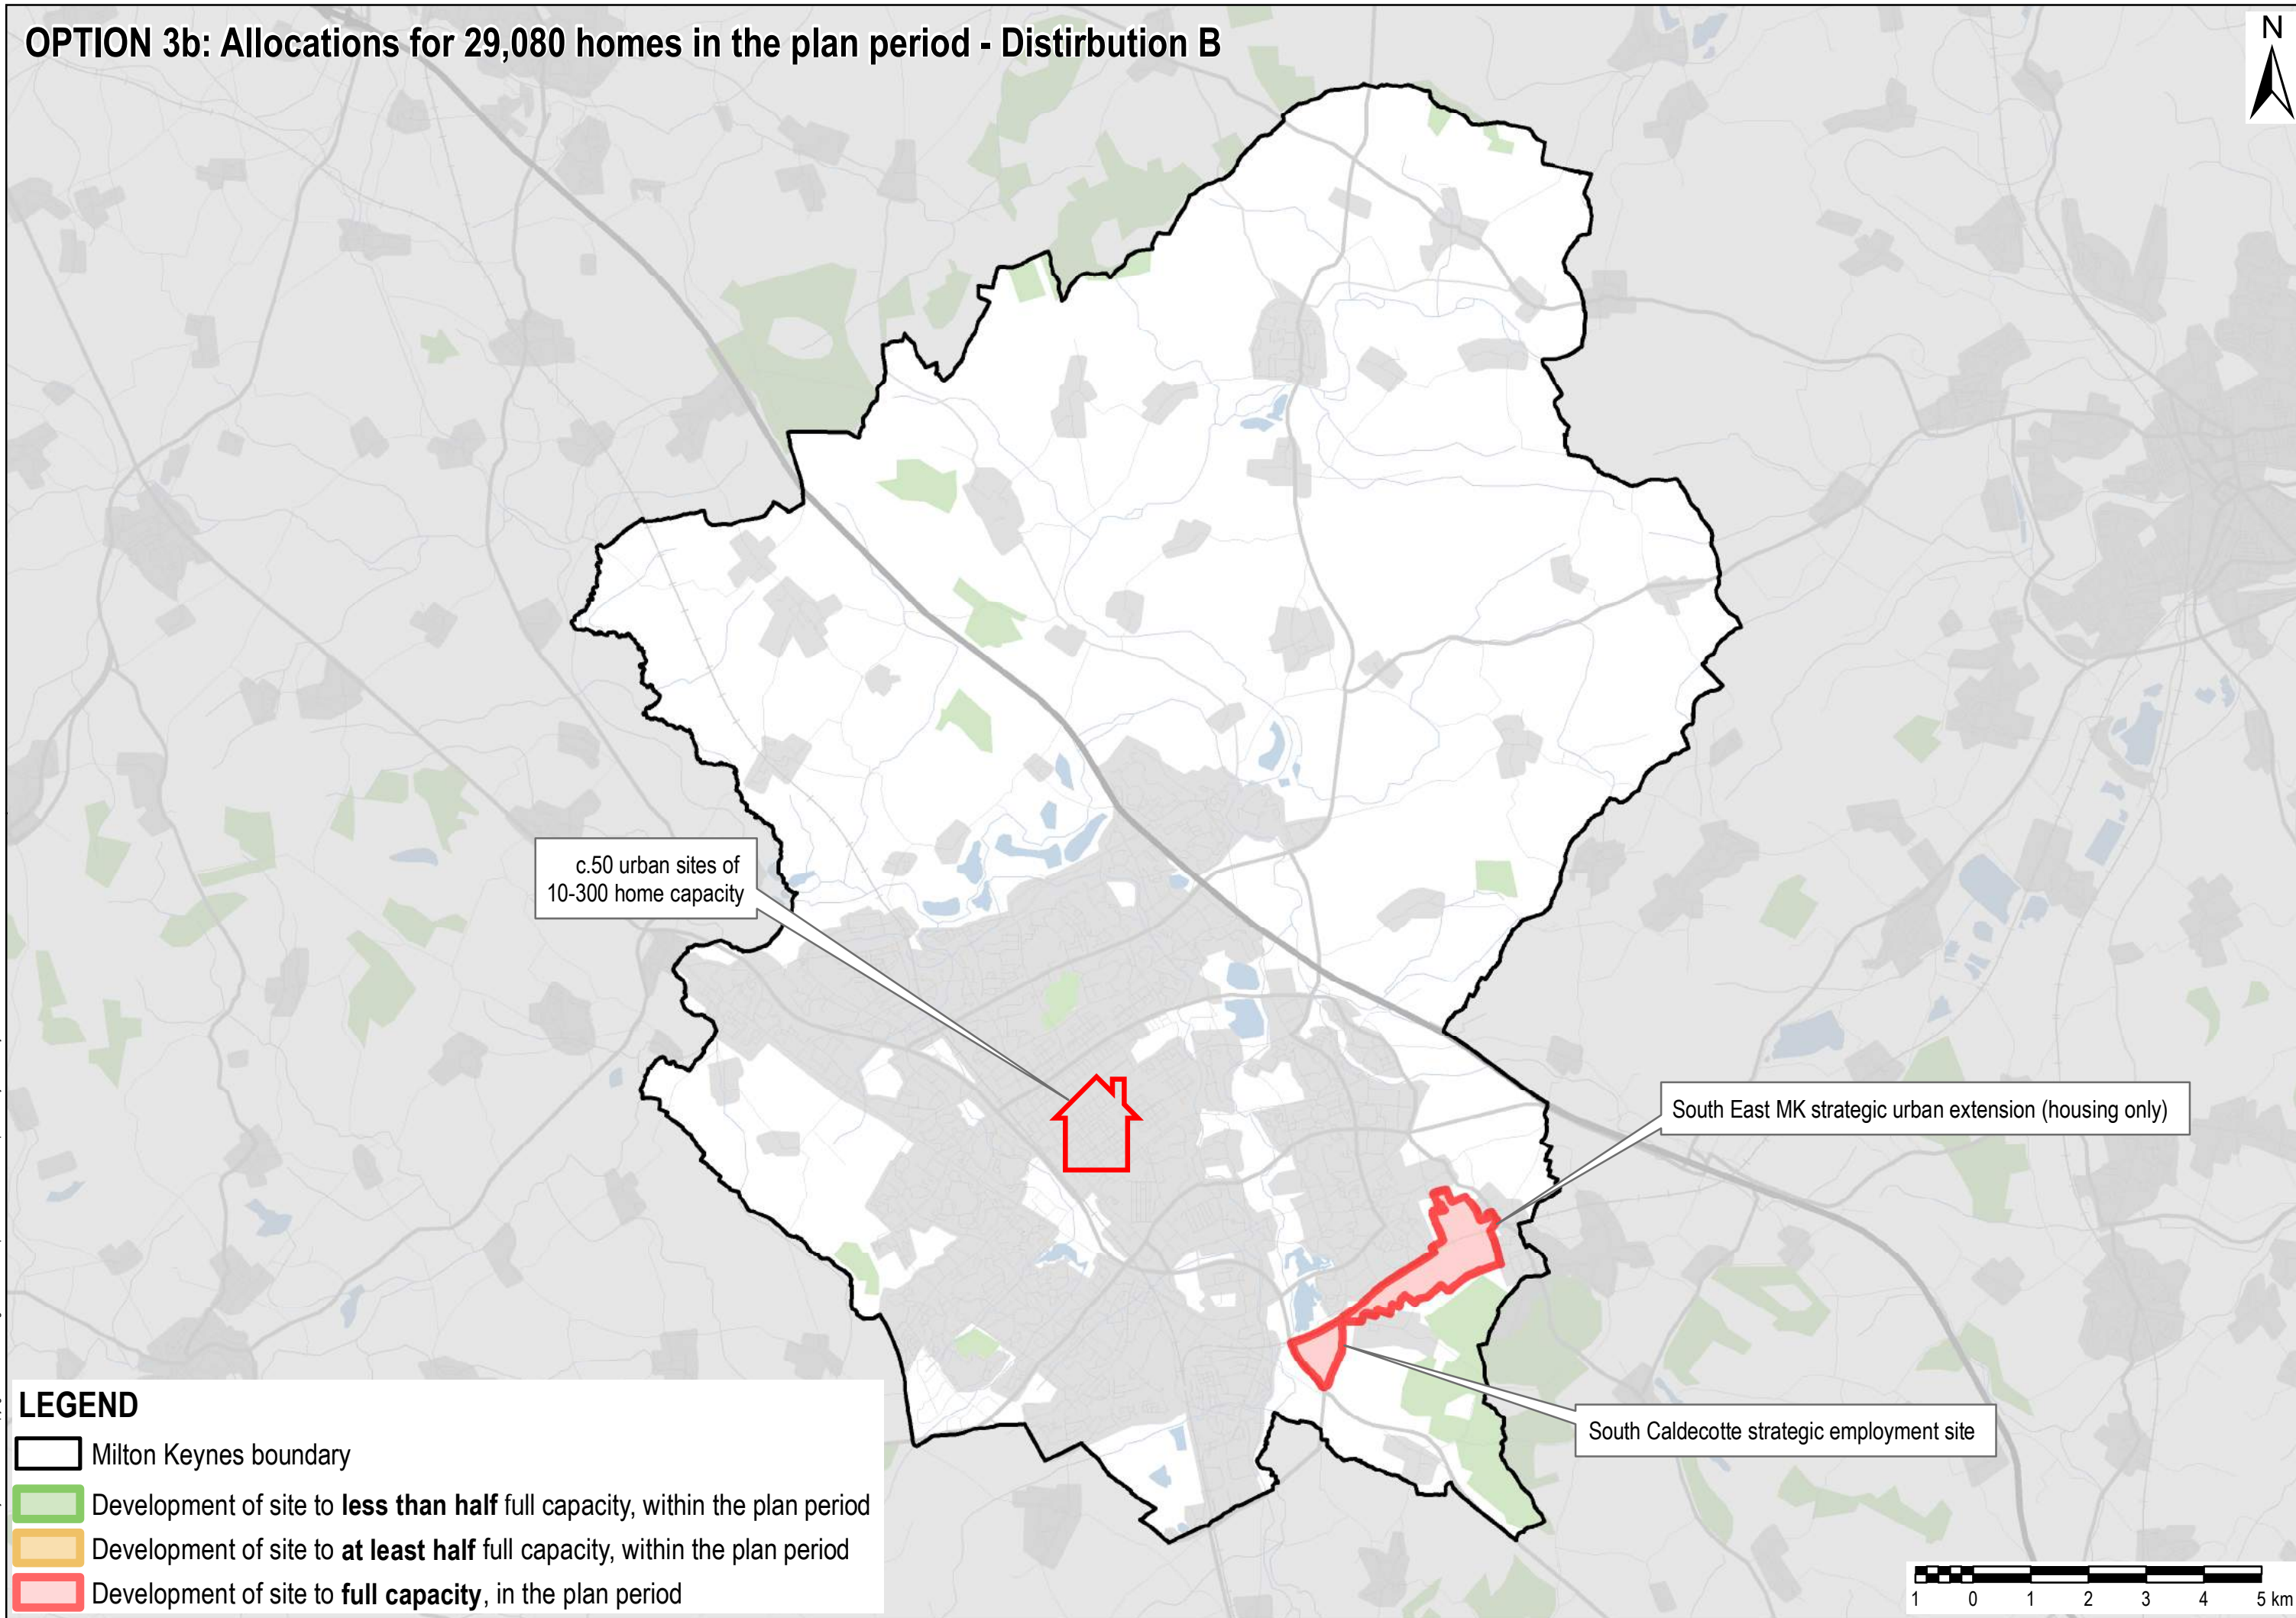 OPTION 3b: Allocations for 29,080 homes in the plan period - Distirbution B
N
c.50 urban sites of
10-300 home capacity
South East MK strategic urban extension (housing only)
South Caldecotte strategic employment site
LEGEND
Milton Keynes boundary
Development of site to less than half full capacity, within the plan period
Development of site to at least half full capacity, within the plan period
Development of site to full capacity, in the plan period
1 0 1 2 3 4 5 km